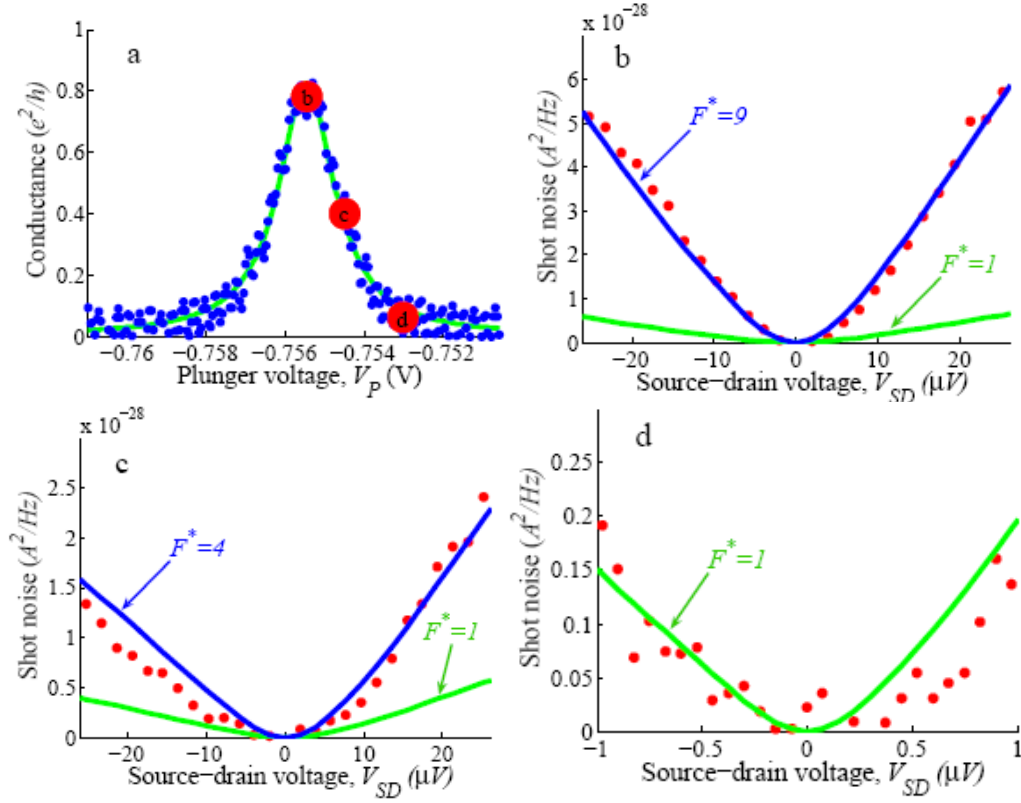 a
Conductance (e²/h)
1
0.8
0.6
0.4
0.2
0
b
c
d
−0.76 −0.758 −0.756 −0.754 −0.752
Plunger voltage, V_P (V)
x 10⁻²⁸
b
Shot noise (A²/Hz)
6
5
4
3
2
1
0
F*=9
F*=1
−20 −10 0 10 20
Source−drain voltage, V_SD (µV)
x 10⁻²⁸
c
Shot noise (A²/Hz)
2.5
2
1.5
1
0.5
0
F*=4
F*=1
−20 −10 0 10 20
Source−drain voltage, V_SD (µV)
d
Shot noise (A²/Hz)
0.25
0.2
0.15
0.1
0.05
0
F*=1
−1 −0.5 0 0.5 1
Source−drain voltage, V_SD (µV)